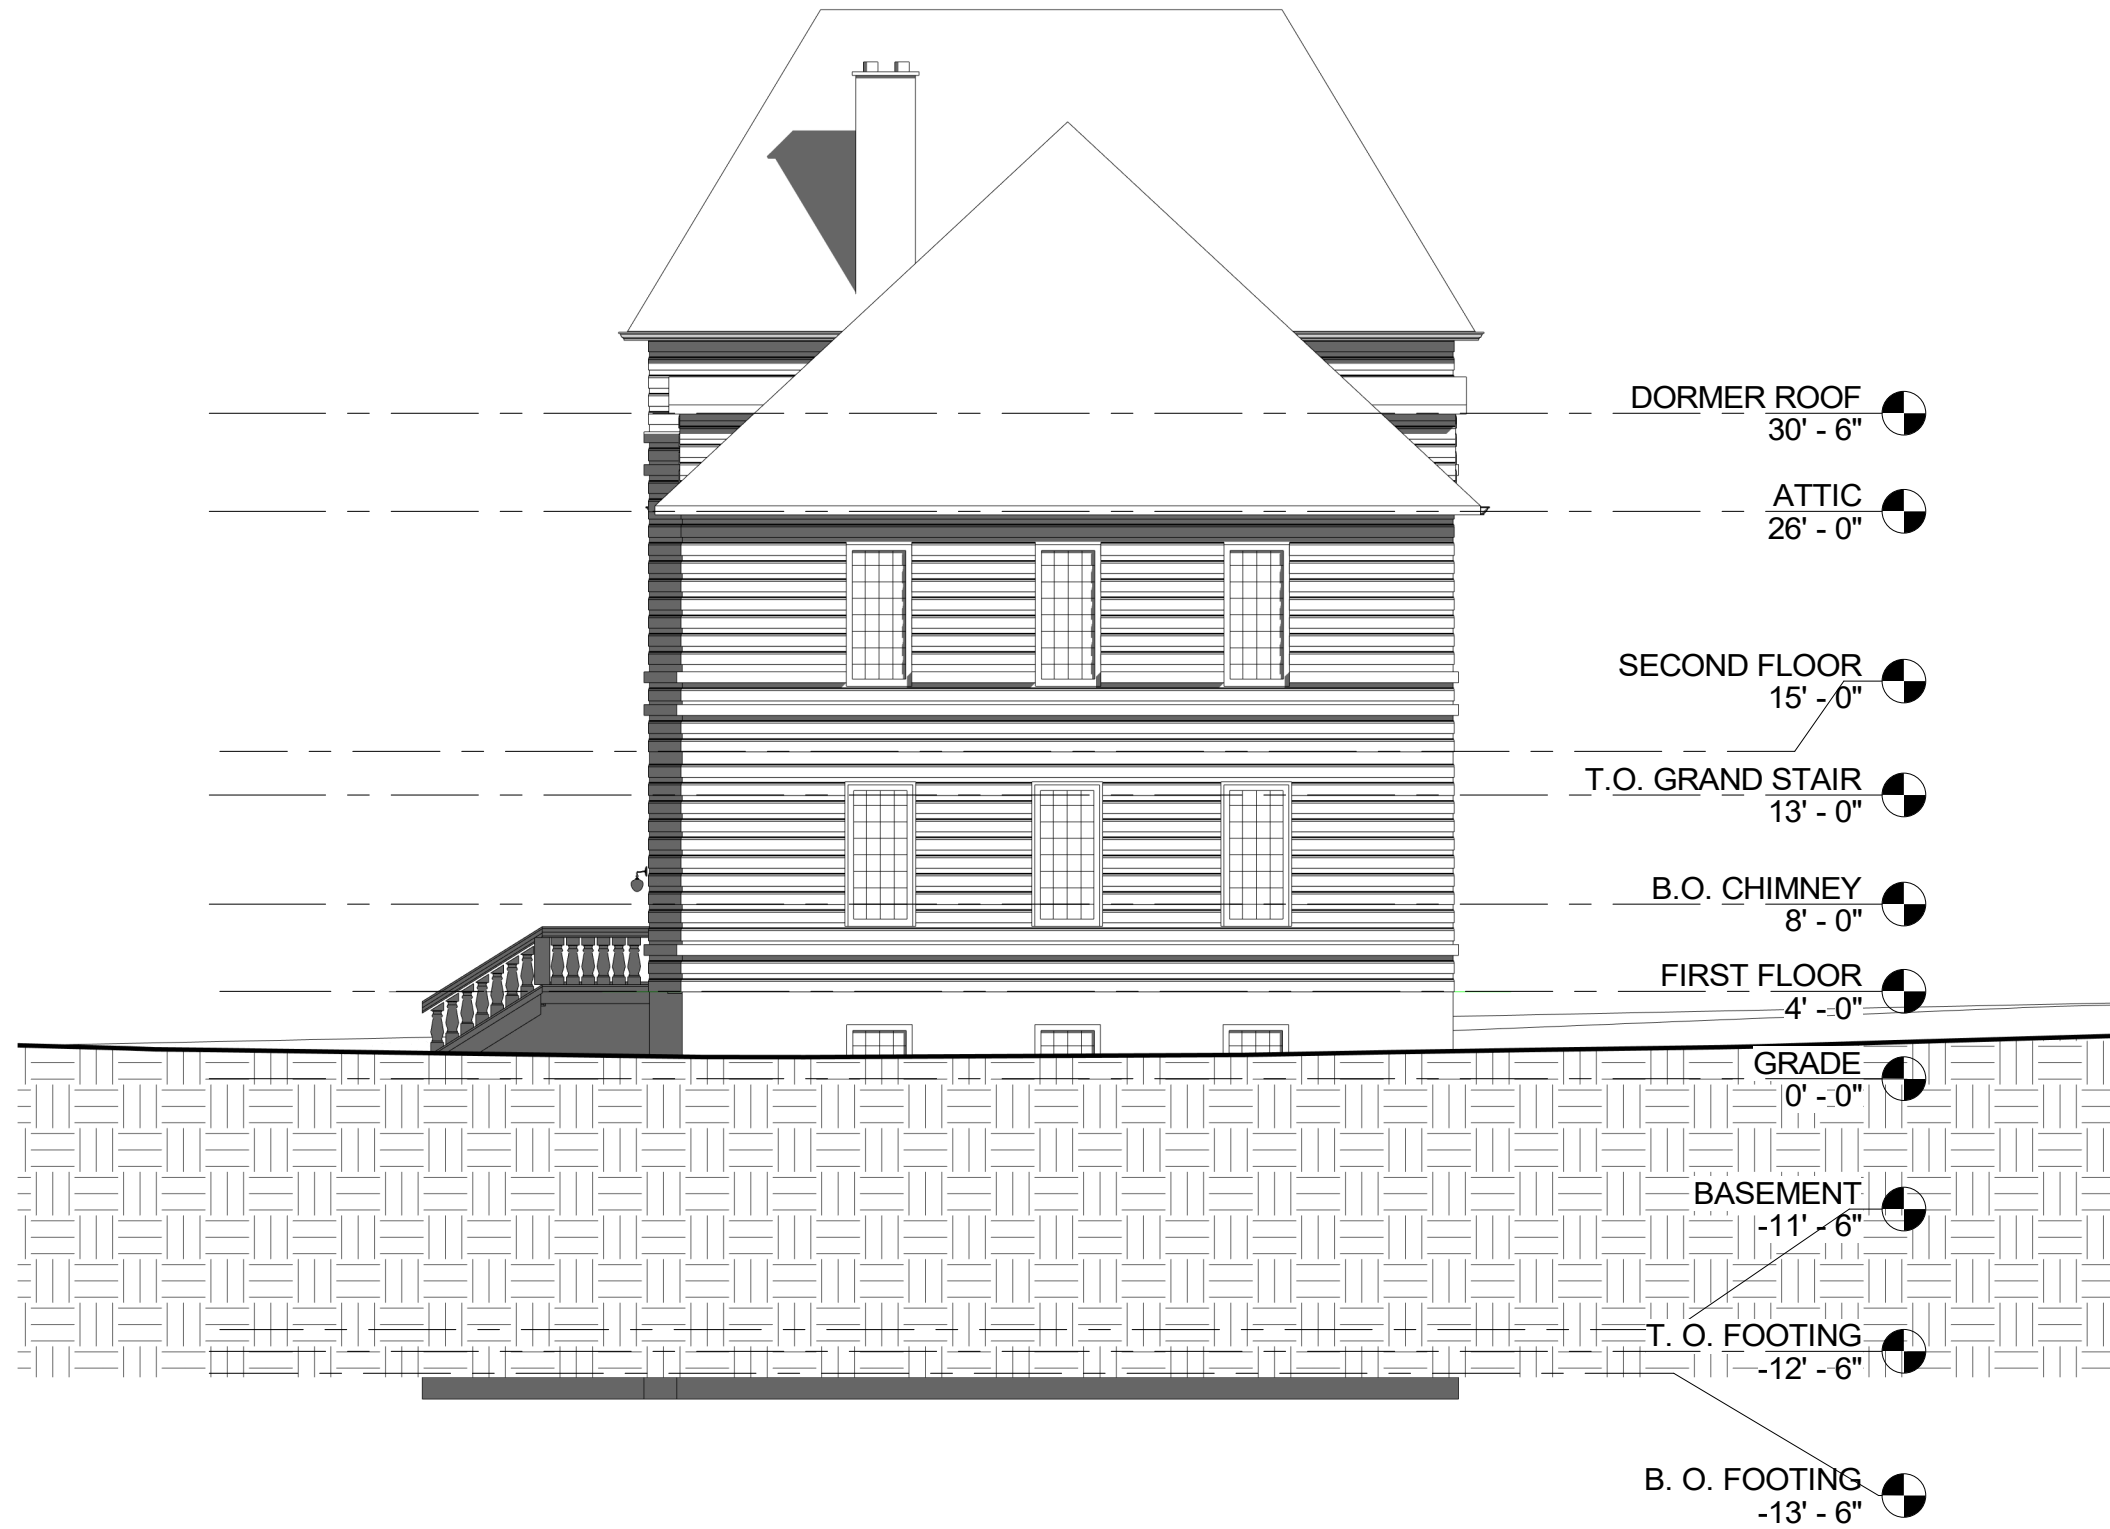 DORMER ROOF
30' - 6"
ATTIC
26' - 0"
SECOND FLOOR
15' - 0"
T.O. GRAND STAIR
13' - 0"
B.O. CHIMNEY
8' - 0"
FIRST FLOOR
4' - 0"
GRADE
0' - 0"
BASEMENT
-11' - 6"
T. O. FOOTING
-12' - 6"
B. O. FOOTING
-13' - 6"